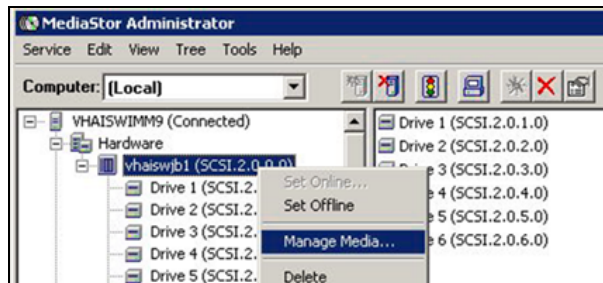 MediaStor Administrator
Service Edit View Tree Tools Help
Computer: (Local)
VHAISWIMM9 (Connected)
Hardware
vhaiswjb1 (SCSI.2.0.0.0)
Drive 1 (SCSI.2.
Drive 2 (SCSI.2.
Drive 3 (SCSI.2.
Drive 4 (SCSI.2.
Drive 5 (SCSI.2.
Set Online...
Set Offline
Manage Media...
Delete
Drive 1 (SCSI.2.0.1.0)
Drive 2 (SCSI.2.0.2.0)
3 (SCSI.2.0.3.0)
4 (SCSI.2.0.4.0)
5 (SCSI.2.0.5.0)
6 (SCSI.2.0.6.0)